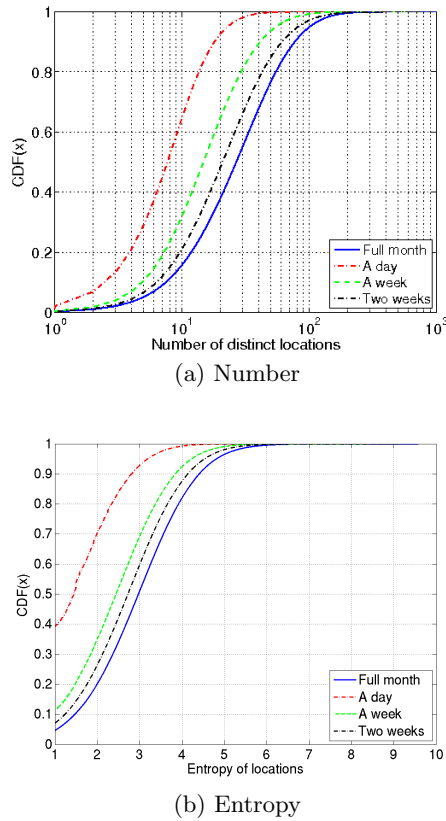 1
0.8
0.6
0.4
0.2
CDF(x)
10^0
10^1
10^2
10^3
Number of distinct locations
Full month
A day
A week
Two weeks
(a) Number
1
0.9
0.8
0.7
0.6
0.5
0.4
0.3
0.2
0.1
0
CDF(x)
1 2 3 4 5 6 7 8 9 10
Entropy of locations
Full month
A day
A week
Two weeks
(b) Entropy